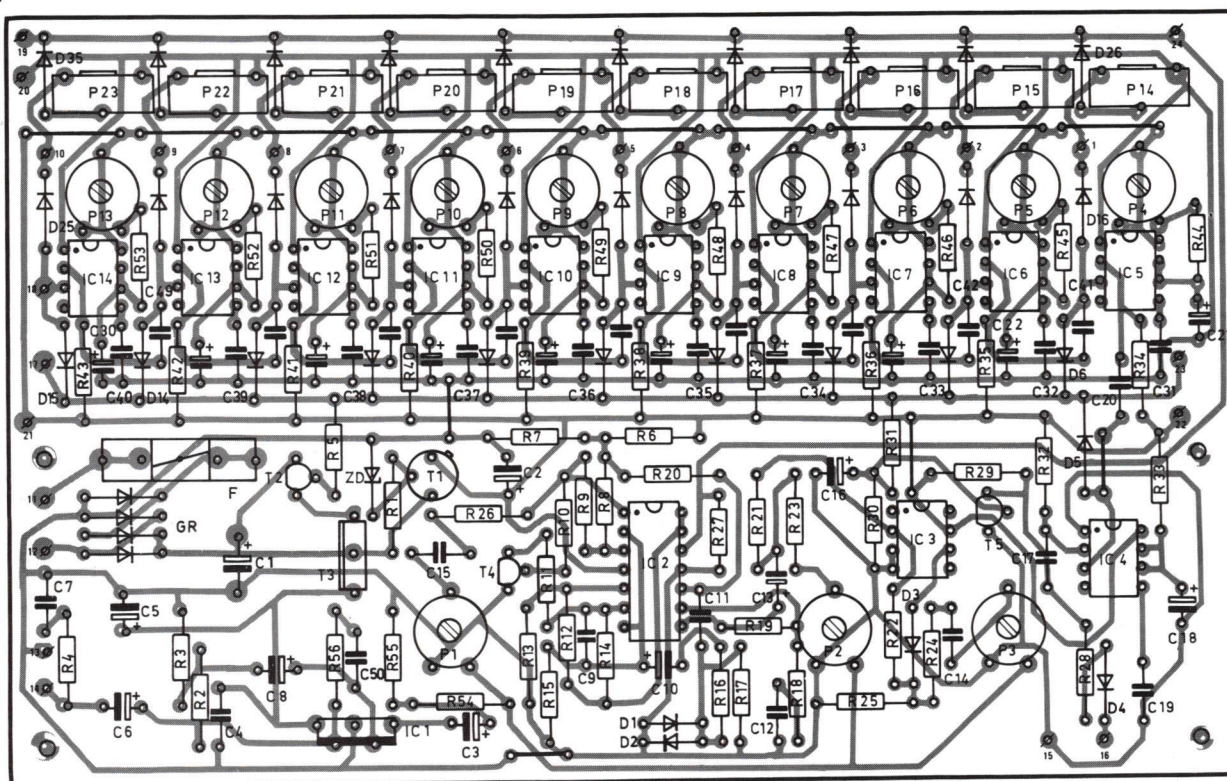 19 D35 D26 24
20 P23 P22 P21 P20 P19 P18 P17 P16 P15 P14
10 9 8 7 6 5 4 3 2 1
P13 P12 P11 P10 P9 P8 P7 P6 P5 P4
D25 D16
R53 R52 R51 R50 R49 R48 R47 R46 R45 R44
IC14 IC13 IC12 IC11 IC10 IC9 IC8 IC7 IC6 IC5
18 C49 C42 C41
C30 C22 C21
17 R43 R42 R41 R40 R39 R38 R37 R36 R35 R34 23
D15 C40 D14 C39 C38 C37 C36 C35 C34 C33 C32 D6 C20 C31
21 22
R5 R7 R6 R31 R32 D5 R33
F T2 ZD T1 C2 R20 C16 R29
11 R1 R26 R10 R9 R8 R27 R21 R23 R30
GR T5
12 C1 T3 C15 T4 R11 IC2 IC3 C17 IC4
C7 C5 C11 C13 D3 C18
13 R4 R3 R56 C50 R55 P1 R13 R12 C9 R14 R19 P2 R22 R24 C14 P3 R28
14 R2 C8 R54 R15 C10 R16 R17 R18 R25
C6 C4 IC1 C3 D1 D2 C12 15 D4 16 C19